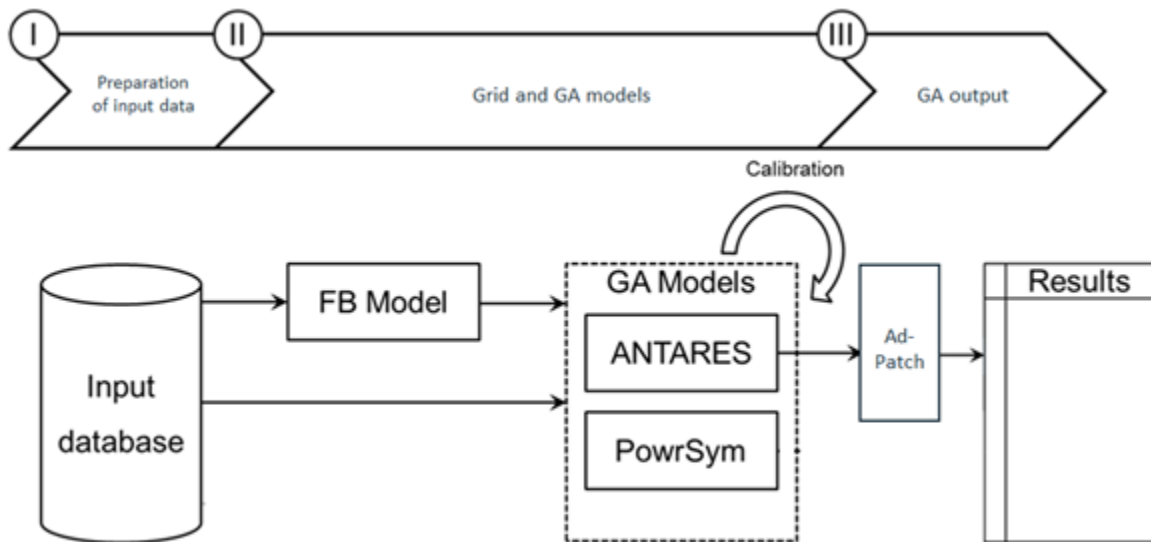 I
II
III
Preparation
of input data
Grid and GA models
GA output
Calibration
Input
database
FB Model
GA Models
ANTARES
PowrSym
Ad-
Patch
Results